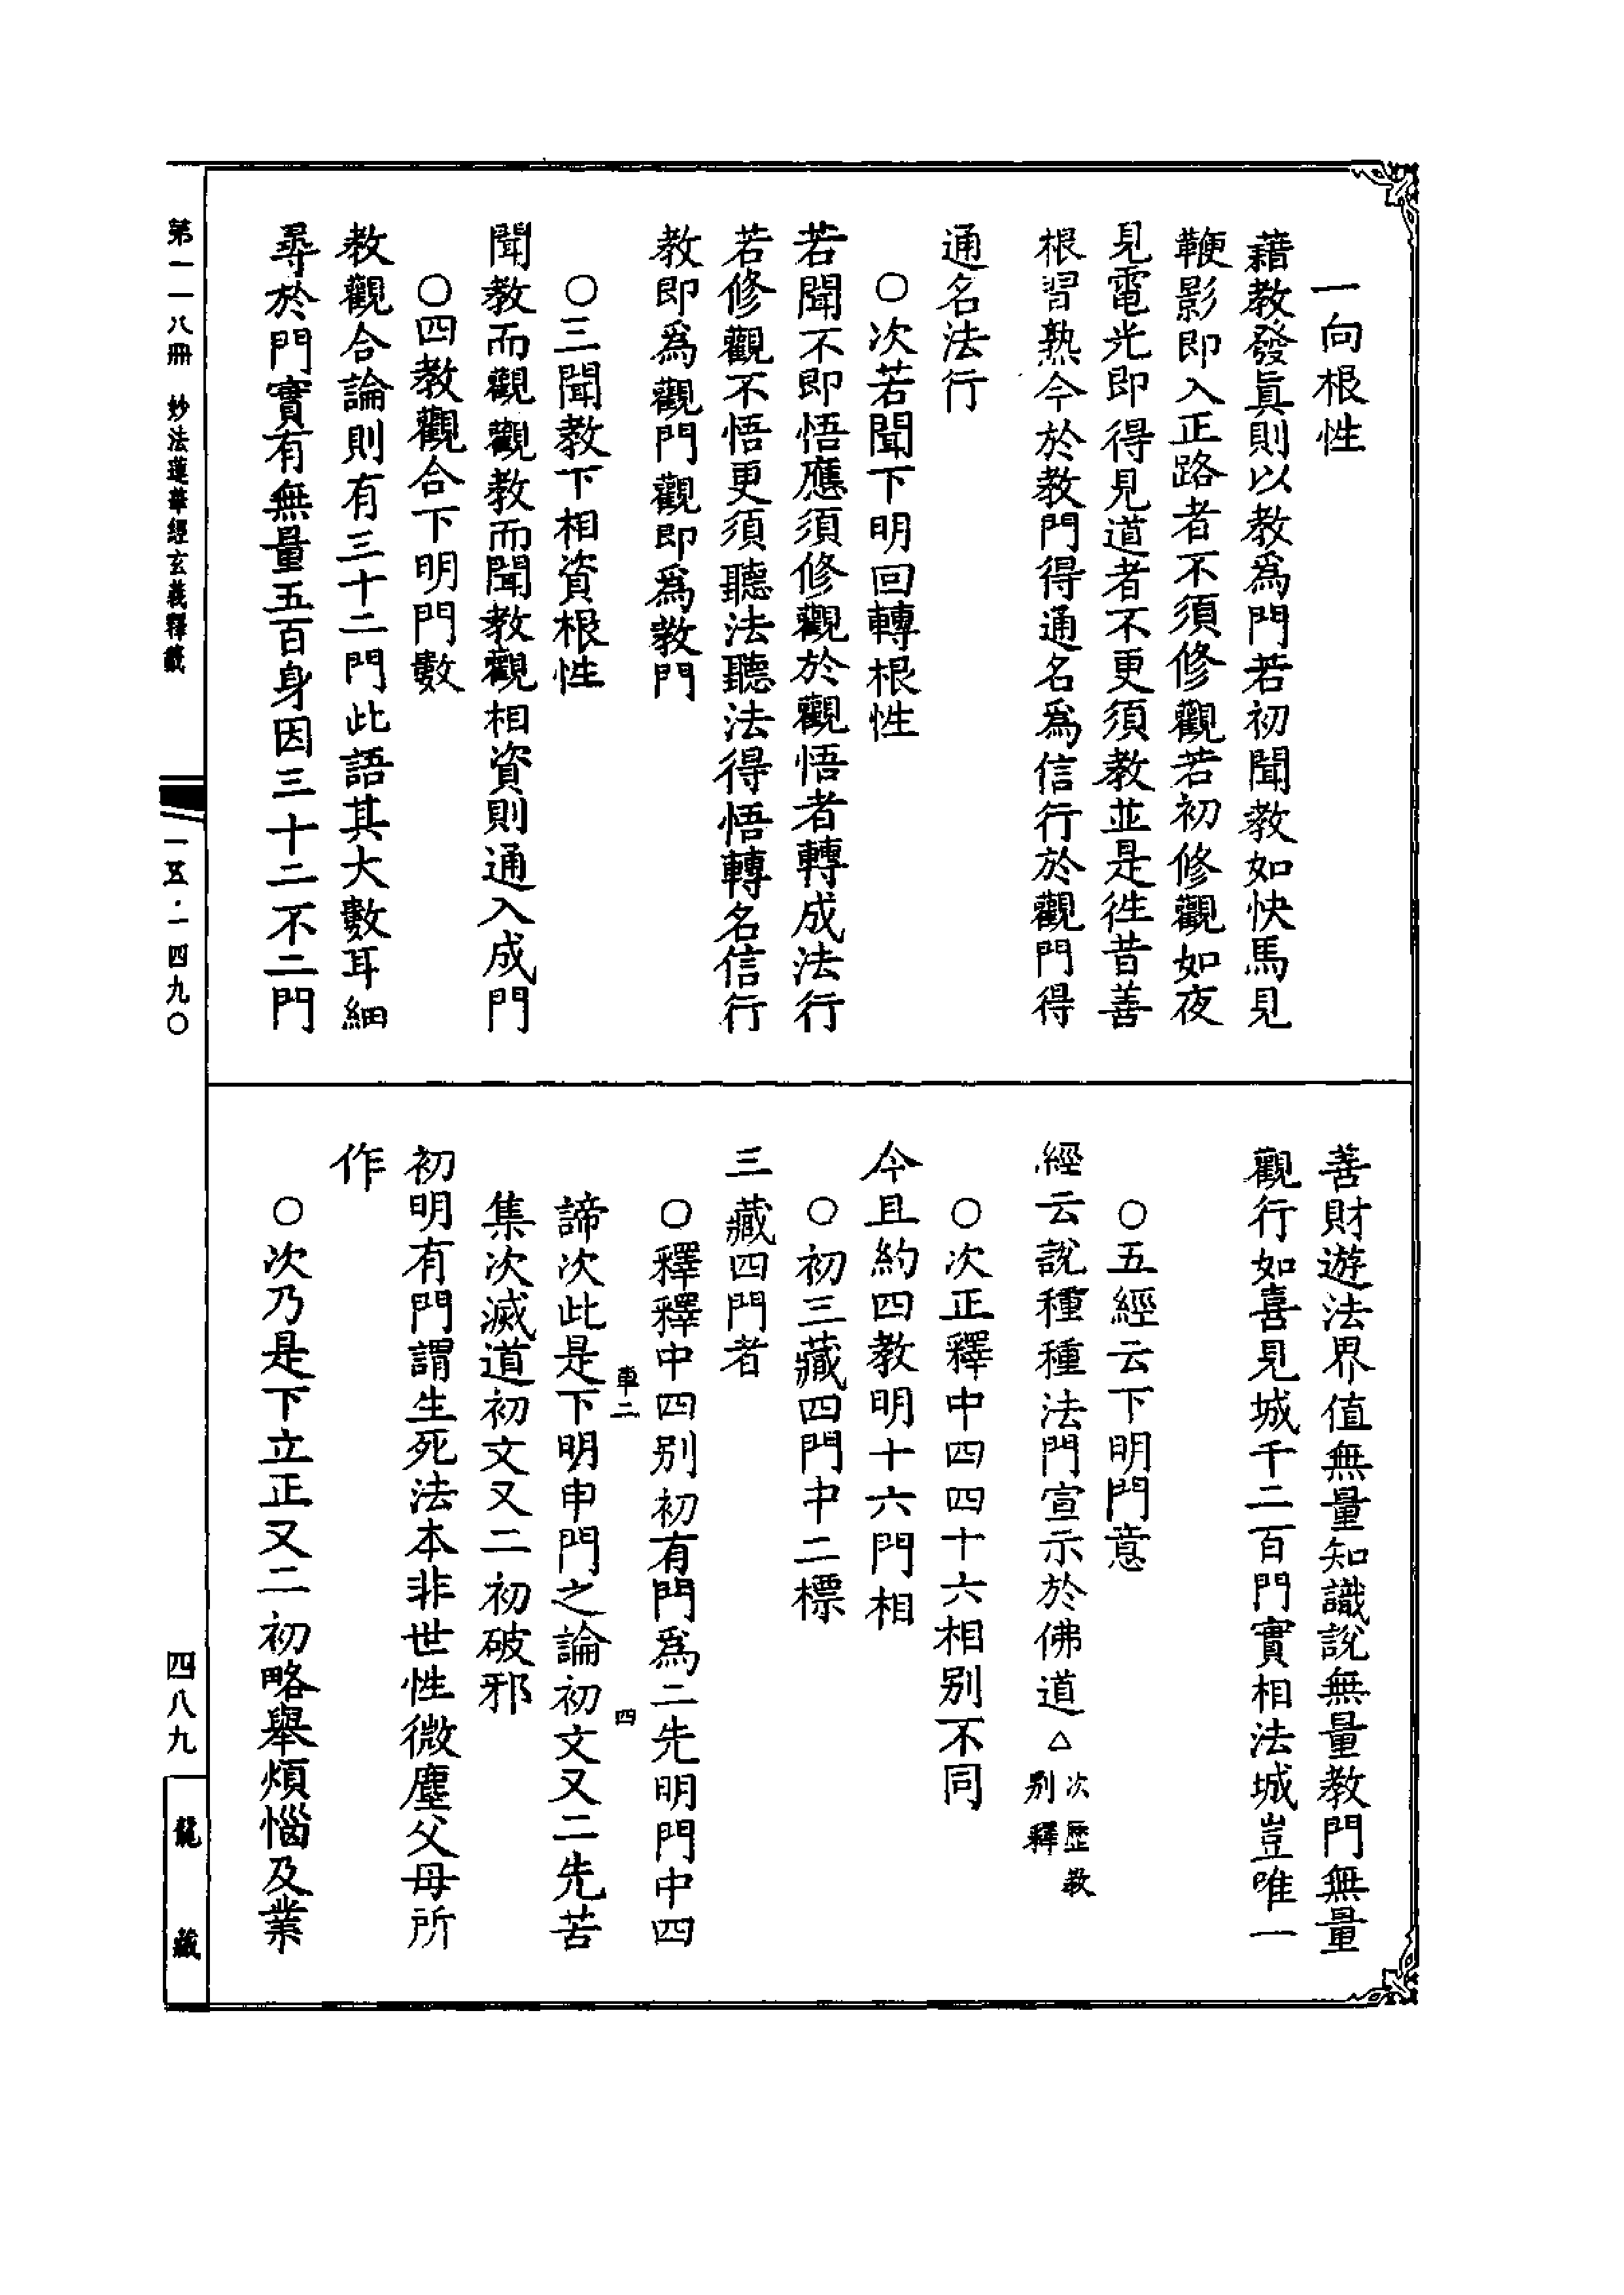 一向根性
藉教發眞則以教爲門若初聞教如快馬見
鞭影即入正路者不須修觀若初修觀如夜
見電光即得見道者不更須教並是徃昔善
根習熟今於教門得通名爲信行於觀門得
通名法行
○次若聞下明回轉根性
若聞不即悟應須修觀於觀悟者轉成法行
若修觀不悟更須聽法聽法得悟轉名信行
教即爲觀門觀即爲教門
○三聞教下相資根性
聞教而觀觀教而聞教觀相資則通入成門
○四教觀合下明門數
教觀合論則有三十二門此語其大數耳細
尋於門實有無量五百身因三十二不二門
善財遊法界值無量知識說無量教門無量
觀行如喜見城千二百門實相法城豈唯一
○五經云下明門意
經云說種種法門宣示於佛道△次歷教
別釋
○次正釋中四四十六相別不同
今且約四教明十六門相
○初三藏四門中二標
三藏四門者
○釋釋中四別初有門爲二先明門中四
車二 四
諦次此是下明申門之論初文又二先苦
集次滅道初文又二初破邪
初明有門謂生死法本非世性微塵父母所
作
○次乃是下立正又二初略舉煩惱及業
第一一八冊 妙法蓮華經玄義釋籤
一五·一四九〇
四八九
龍藏